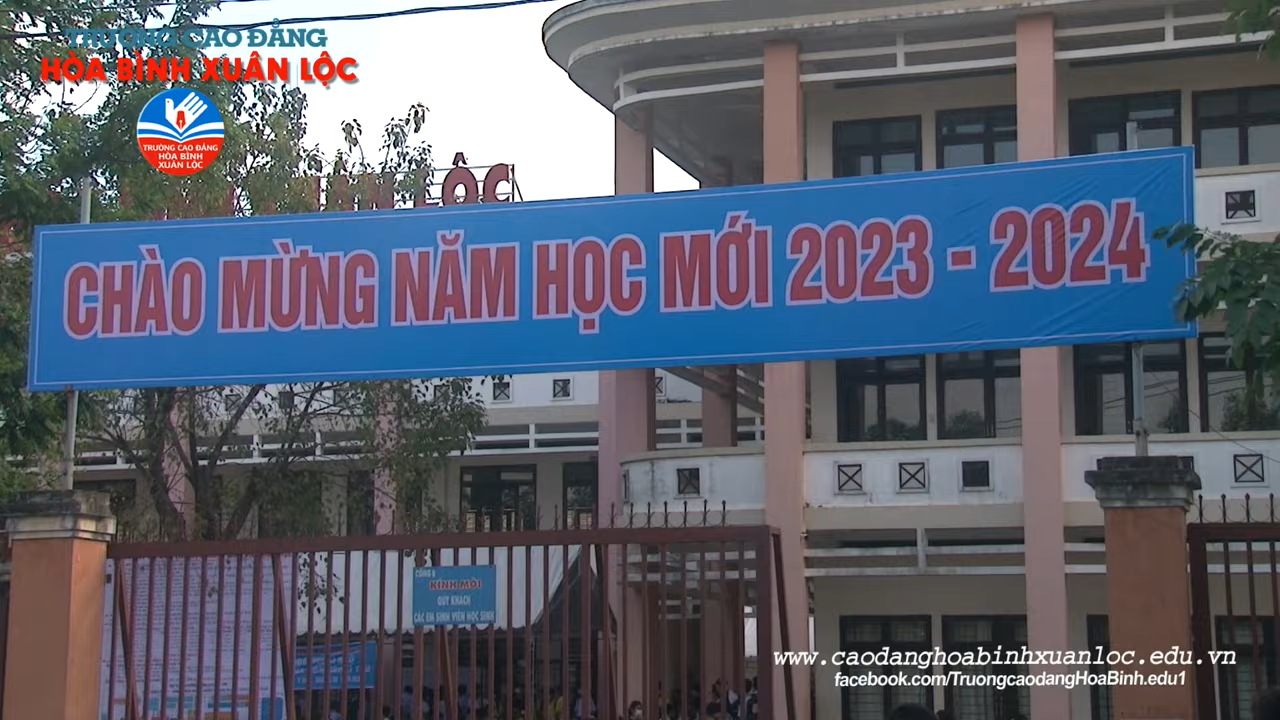 TRƯỜNG CAO ĐẲNG
HÒA BÌNH XUÂN LỘC
TRƯỜNG CAO ĐẲNG
HÒA BÌNH
XUÂN LỘC
LỘC
CHÀO MỪNG NĂM HỌC MỚI 2023 - 2024
CỔNG
KÍNH MỜI
QUÝ KHÁCH
CÁC EM SINH VIÊN HỌC SINH
www.caodanghoabinhxuanloc.edu.vn
facebook.com/TruongcaodangHoaBinh.edu1